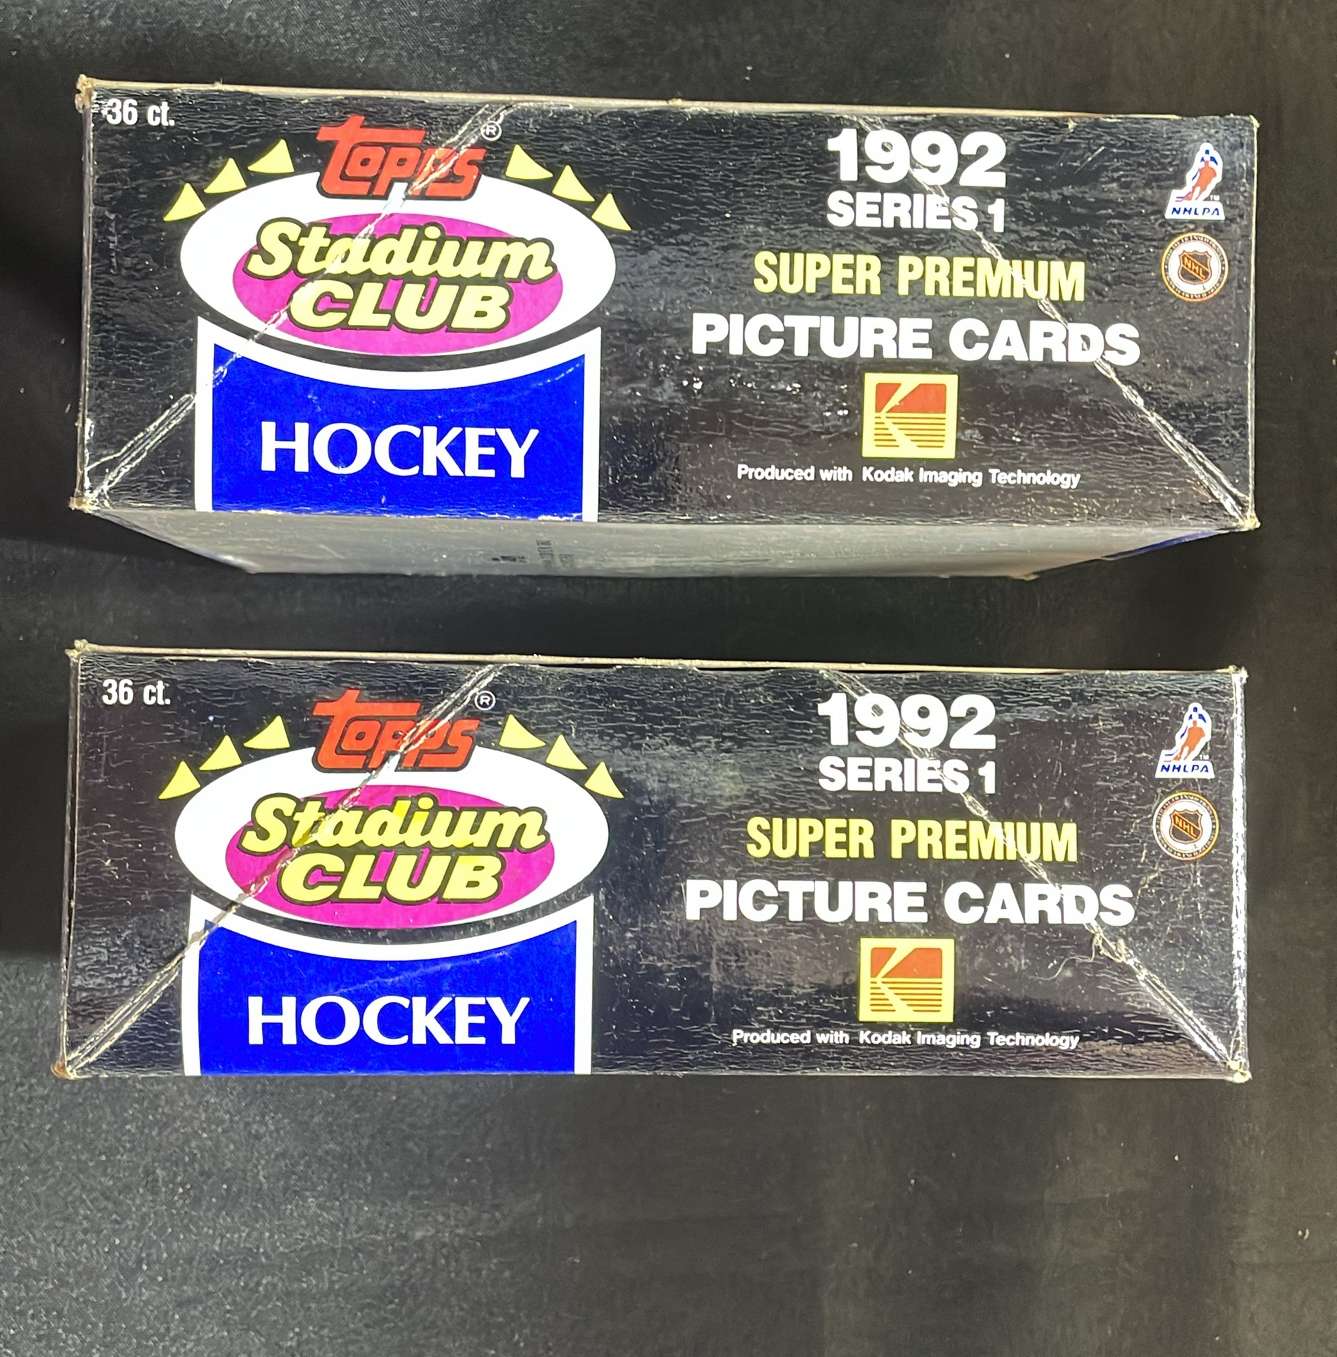 36 ct.
Topps®
Stadium
CLUB
HOCKEY
1992
SERIES 1
SUPER PREMIUM
PICTURE CARDS
Produced with Kodak Imaging Technology
NHLPA
NHL
36 ct.
Topps®
Stadium
CLUB
HOCKEY
1992
SERIES 1
SUPER PREMIUM
PICTURE CARDS
Produced with Kodak Imaging Technology
NHLPA
NHL